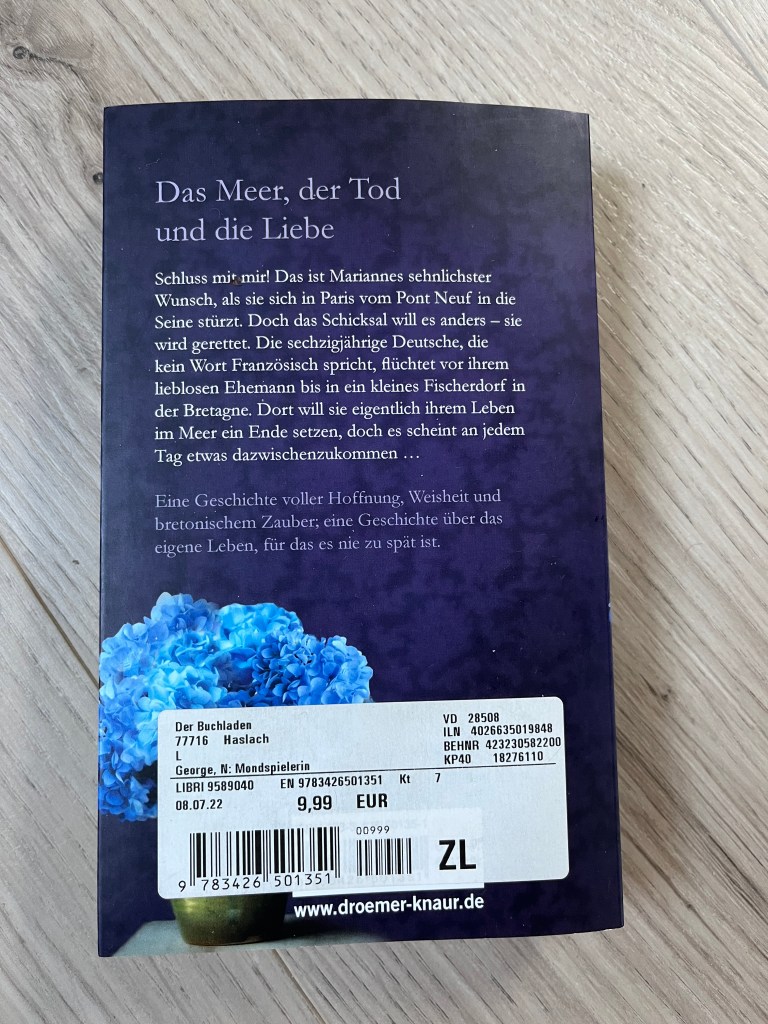 Das Meer, der Tod
und die Liebe
Schluss mit mir! Das ist Mariannes sehnlichster
Wunsch, als sie sich in Paris vom Pont Neuf in die
Seine stürzt. Doch das Schicksal will es anders – sie
wird gerettet. Die sechzigjährige Deutsche, die
kein Wort Französisch spricht, flüchtet vor ihrem
lieblosen Ehemann bis in ein kleines Fischerdorf in
der Bretagne. Dort will sie eigentlich ihrem Leben
im Meer ein Ende setzen, doch es scheint an jedem
Tag etwas dazwischenzukommen …
Eine Geschichte voller Hoffnung, Weisheit und
bretonischem Zauber; eine Geschichte über das
eigene Leben, für das es nie zu spät ist.
Der Buchladen VD 28508
77716 Haslach ILN 4026635019848
L BEHNR 423230582200
George, N: Mondspielerin KP40 18276110
LIBRI 9589040 EN 9783426501351 Kt 7
08.07.22 9,99 EUR
00999
ZL
9 783426 501351
www.droemer-knaur.de